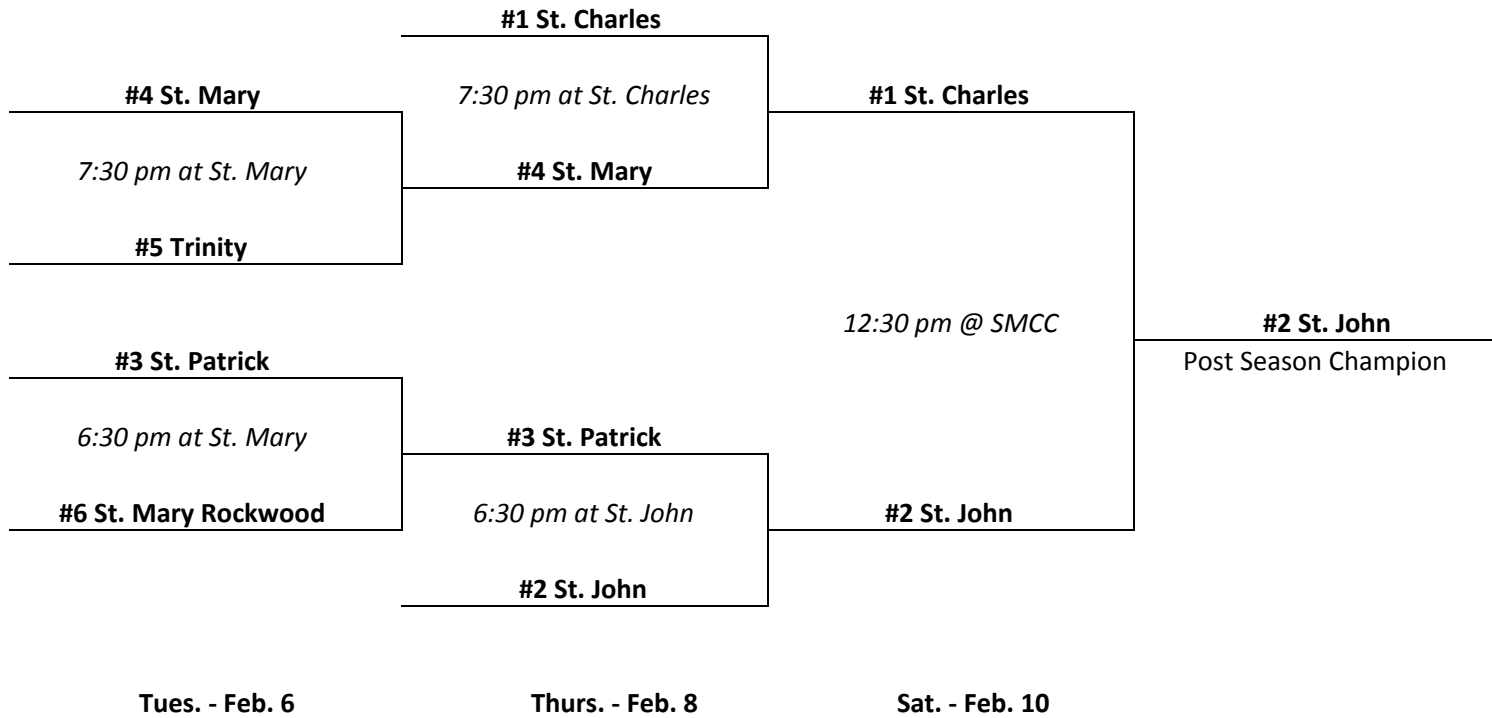 #1 St. Charles
#4 St. Mary
7:30 pm at St. Charles
#1 St. Charles
7:30 pm at St. Mary
#4 St. Mary
#5 Trinity
12:30 pm @ SMCC
#2 St. John
#3 St. Patrick
Post Season Champion
6:30 pm at St. Mary
#3 St. Patrick
#6 St. Mary Rockwood
6:30 pm at St. John
#2 St. John
#2 St. John
Tues. - Feb. 6
Thurs. - Feb. 8
Sat. - Feb. 10